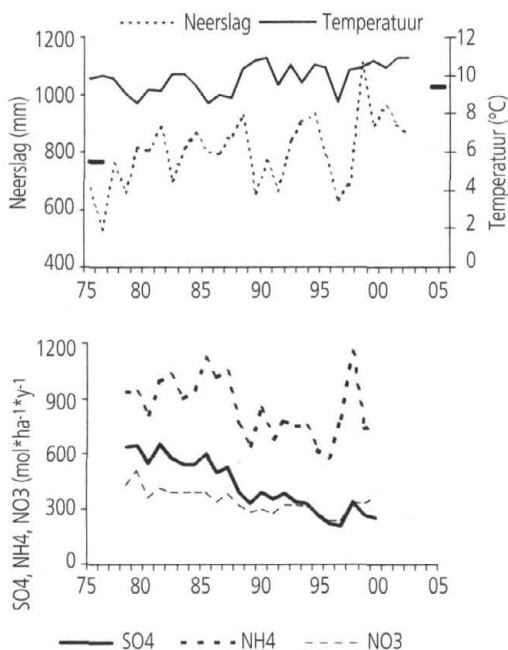 Neerslag Temperatuur
1200 12
1000 10
800 8
600 6
400 4
2
0
Neerslag (mm)
Temperatuur (°C)
75 80 85 90 95 00 05
1200
900
600
300
0
SO4, NH4, NO3 (mol*ha-1*y-1)
75 80 85 90 95 00 05
SO4 NH4 NO3